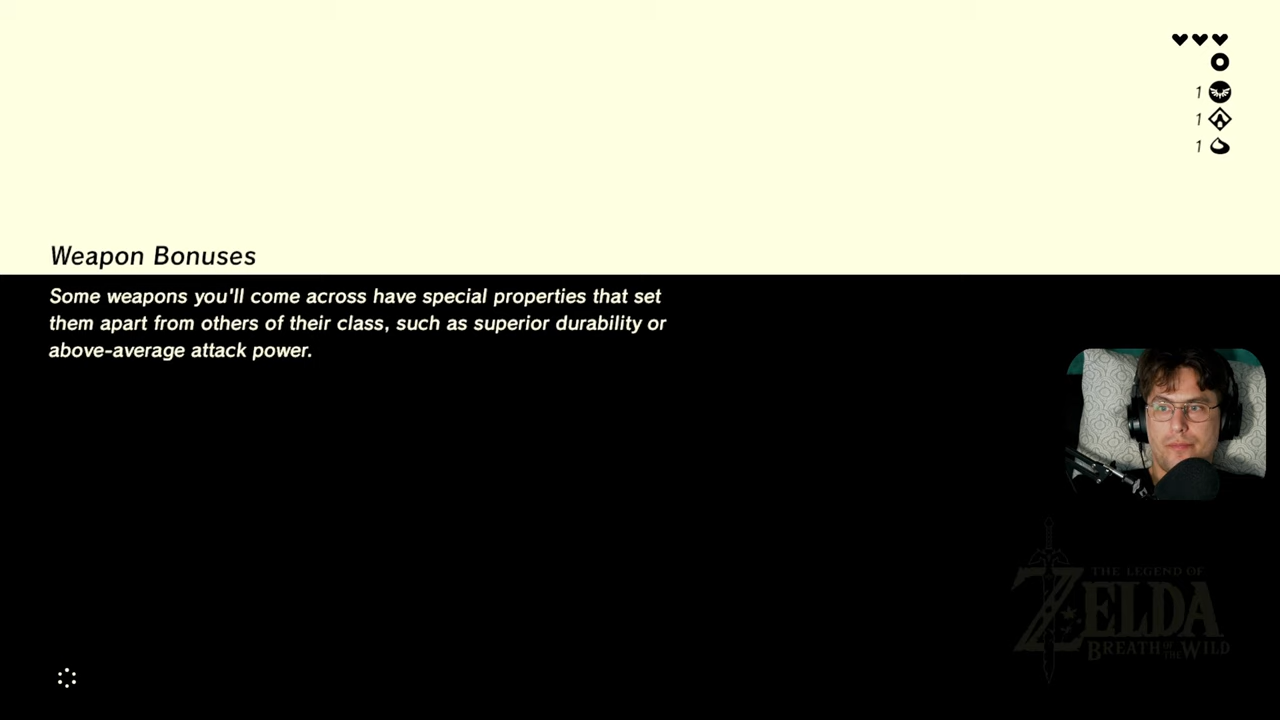 1
1
1
Weapon Bonuses
Some weapons you'll come across have special properties that set
them apart from others of their class, such as superior durability or
above-average attack power.
THE LEGEND OF
ZELDA
BREATH OF THE WILD